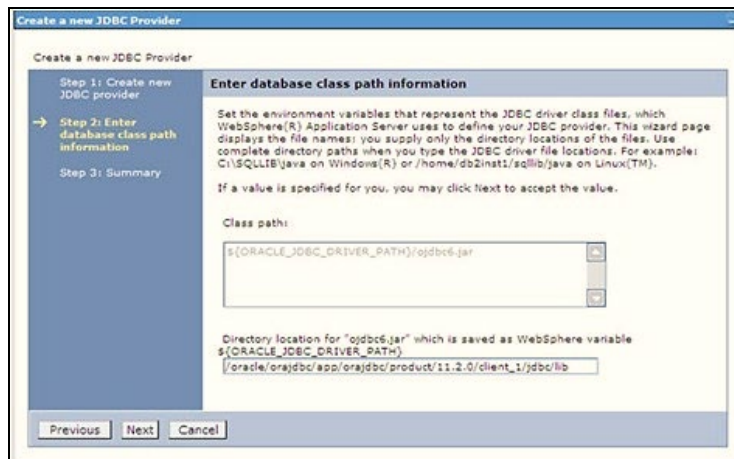 Create a new JDBC Provider
Create a new JDBC Provider
Step 1: Create new
JDBC provider
Step 2: Enter
database class path
information
Step 3: Summary
Enter database class path information
Set the environment variables that represent the JDBC driver class files, which
WebSphere(R) Application Server uses to define your JDBC provider. This wizard page
displays the file names; you supply only the directory locations of the files. Use
complete directory paths when you type the JDBC driver file locations. For example:
C:\SQLLIB\java on Windows(R) or /home/db2inst1/sqllib/java on Linux(TM).
If a value is specified for you, you may click Next to accept the value.
Class path:
${ORACLE_JDBC_DRIVER_PATH}/ojdbc6.jar
Directory location for "ojdbc6.jar" which is saved as WebSphere variable
${ORACLE_JDBC_DRIVER_PATH}
/oracle/orajdbc/app/orajdbc/product/11.2.0/client_1/jdbc/lib
Previous Next Cancel